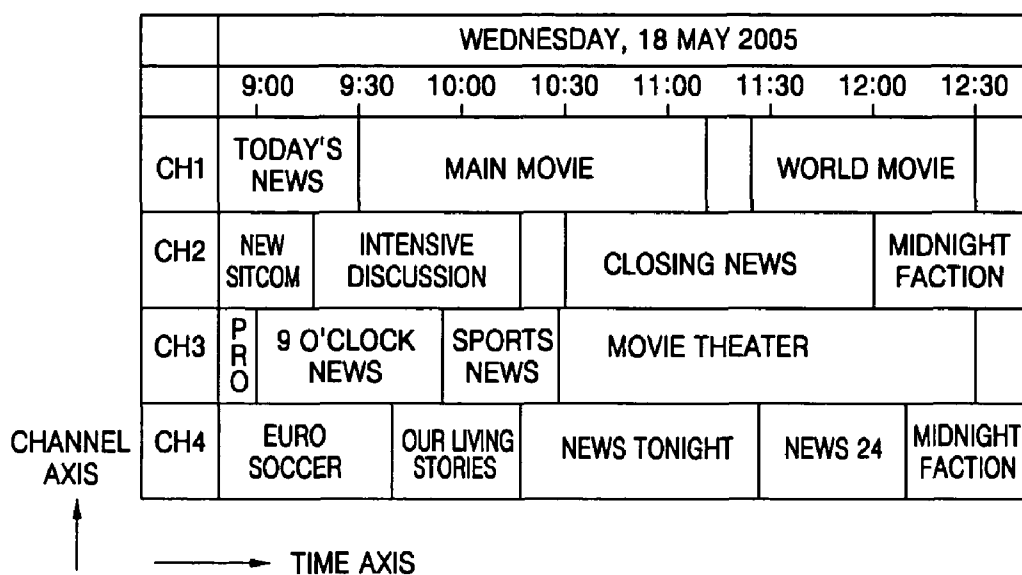 WEDNESDAY, 18 MAY 2005
9:00 9:30 10:00 10:30 11:00 11:30 12:00 12:30
CH1
TODAY'S
NEWS
MAIN MOVIE
WORLD MOVIE
CH2
NEW
SITCOM
INTENSIVE
DISCUSSION
CLOSING NEWS
MIDNIGHT
FACTION
CH3
P
R
O
9 O'CLOCK
NEWS
SPORTS
NEWS
MOVIE THEATER
CH4
EURO
SOCCER
OUR LIVING
STORIES
NEWS TONIGHT
NEWS 24
MIDNIGHT
FACTION
CHANNEL
AXIS
TIME AXIS